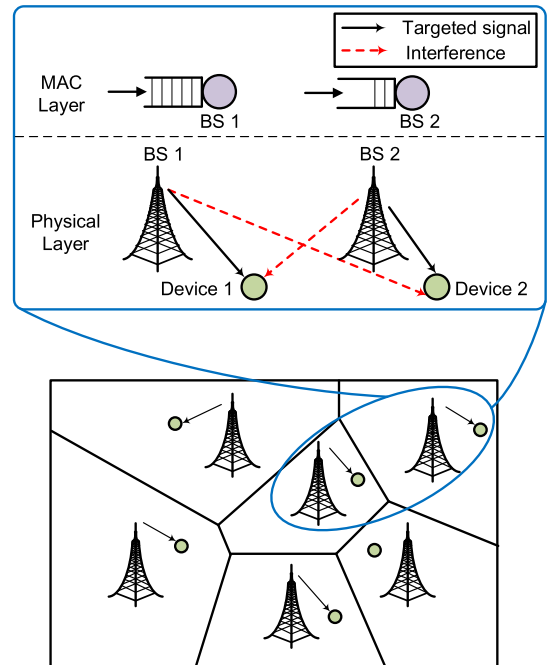 Targeted signal
Interference
MAC
Layer
BS 1
BS 2
BS 1
BS 2
Physical
Layer
Device 1
Device 2